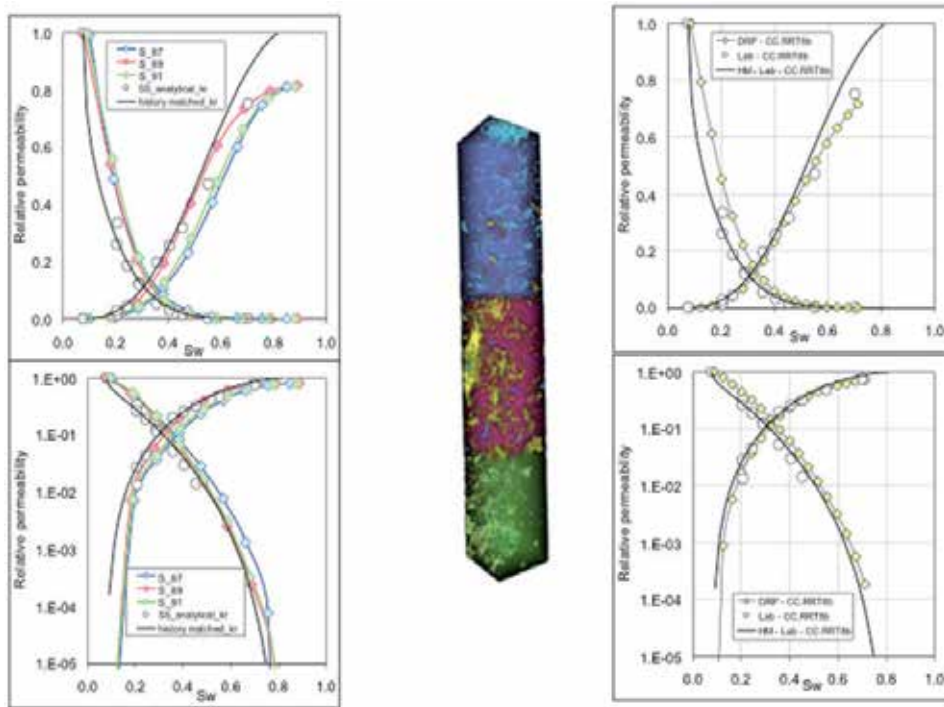 Relative permeability
1.0
0.8
0.6
0.4
0.2
0.0
S_87
S_89
S_91
SS_analytical_kr
history matched_kr
0.0 0.2 0.4 0.6 0.8 1.0
Sw
Relative permeability
1.E+00
1.E-01
1.E-02
1.E-03
1.E-04
1.E-05
S_87
S_89
S_91
SS_analytical_kr
history matched_kr
0.0 0.2 0.4 0.6 0.8 1.0
Sw
Relative permeability
1.0
0.8
0.6
0.4
0.2
0.0
DRP - CC.RRT8b
Lab - CC.RRT8b
HM - Lab - CC.RRT8b
0.0 0.2 0.4 0.6 0.8 1.0
Sw
Relative permeability
1.E+00
1.E-01
1.E-02
1.E-03
1.E-04
1.E-05
DRP - CC.RRT8b
Lab - CC.RRT8b
HM - Lab - CC.RRT8b
0.0 0.2 0.4 0.6 0.8 1.0
Sw